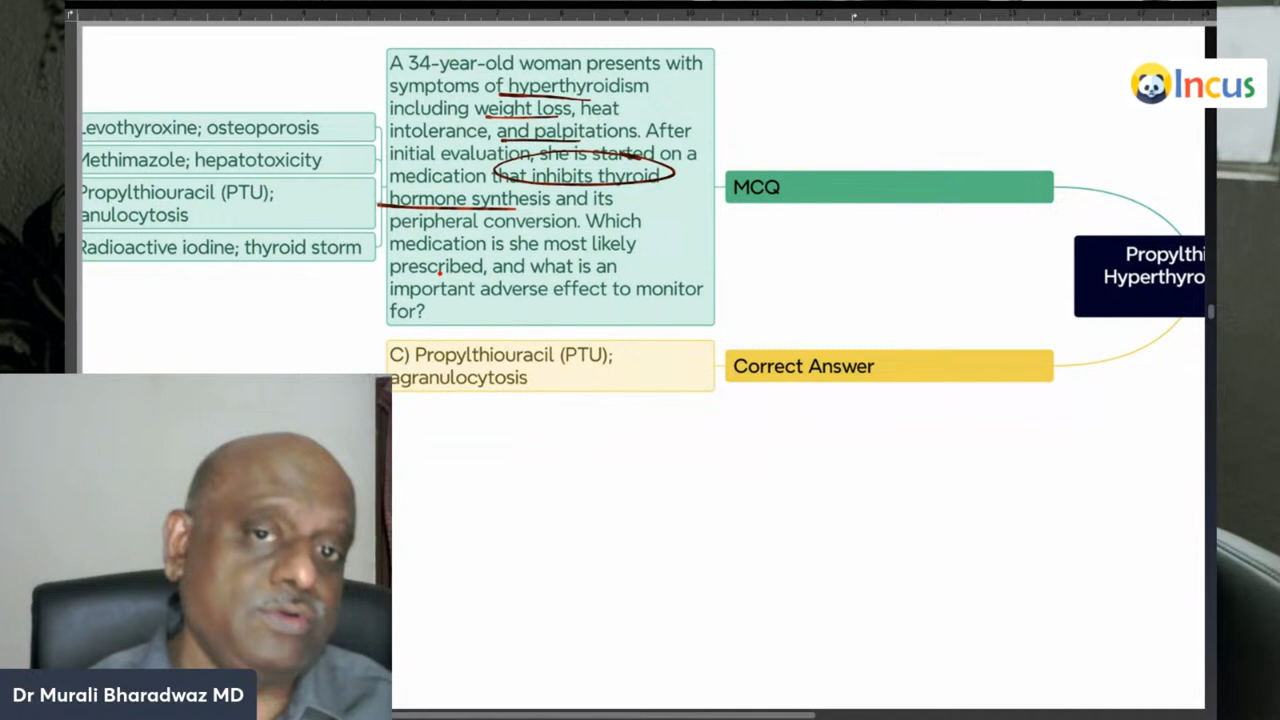 Incus
A 34-year-old woman presents with
symptoms of hyperthyroidism
including weight loss, heat
intolerance, and palpitations. After
initial evaluation, she is started on a
medication that inhibits thyroid
hormone synthesis and its
peripheral conversion. Which
medication is she most likely
prescribed, and what is an
important adverse effect to monitor
for?
Levothyroxine; osteoporosis
Methimazole; hepatotoxicity
Propylthiouracil (PTU);
anulocytosis
Radioactive iodine; thyroid storm
MCQ
Propylthi
Hyperthyro
C) Propylthiouracil (PTU);
agranulocytosis
Correct Answer
Dr Murali Bharadwaz MD